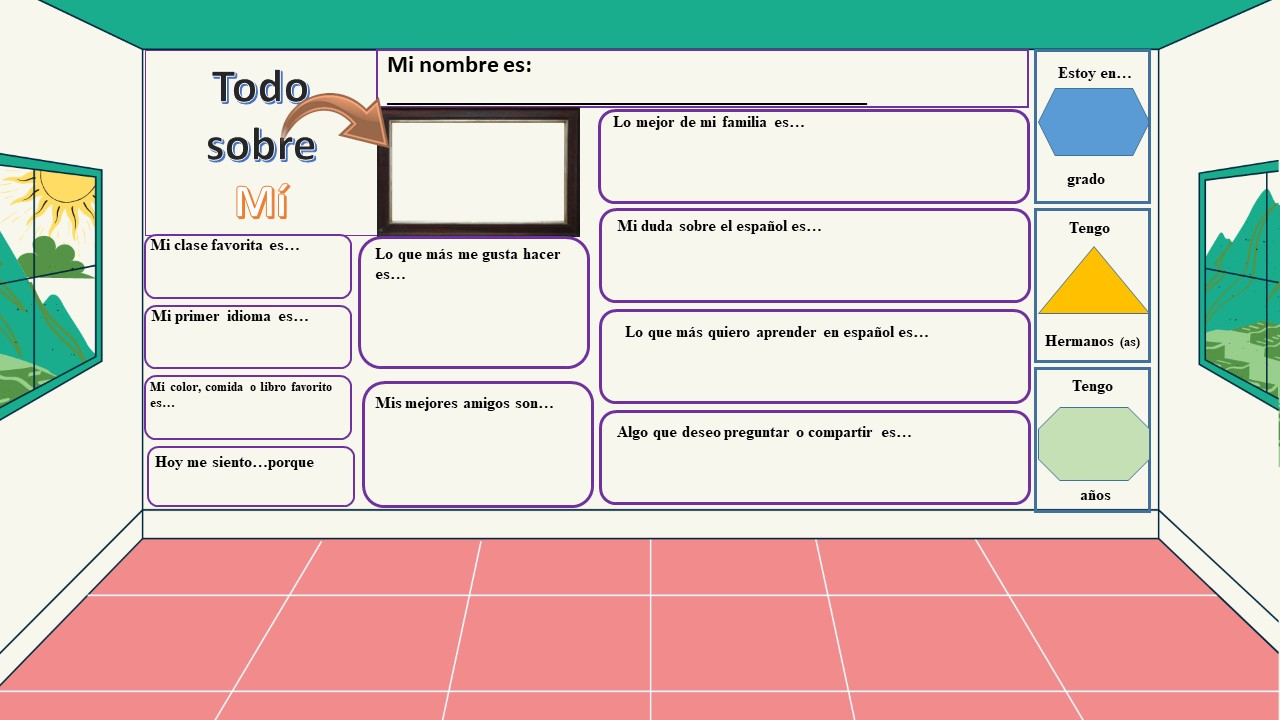 Todo
sobre
Mí
Mi nombre es:
Mi clase favorita es…
Mi primer idioma es…
Mi color, comida o libro favorito
es…
Hoy me siento…porque
Lo que más me gusta hacer
es…
Mis mejores amigos son…
Lo mejor de mi familia es…
Mi duda sobre el español es…
Lo que más quiero aprender en español es…
Algo que deseo preguntar o compartir es…
Estoy en…
grado
Tengo
Hermanos (as)
Tengo
años